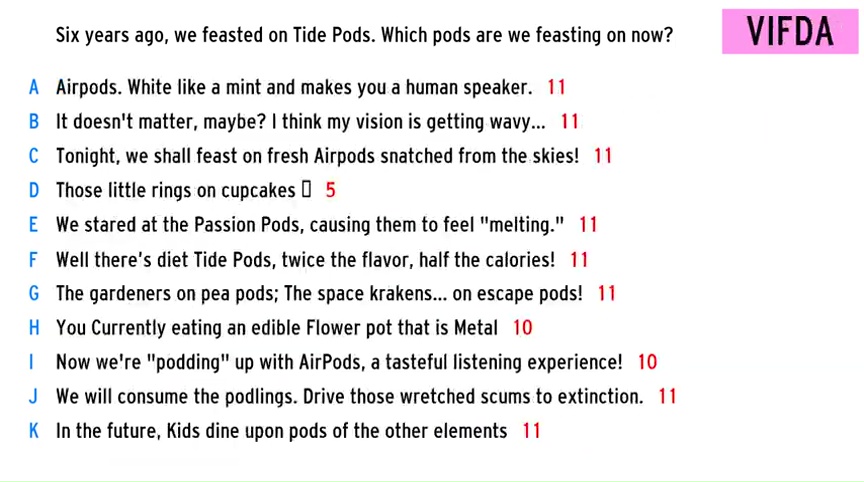 Six years ago, we feasted on Tide Pods. Which pods are we feasting on now?
VIFDA
A Airpods. White like a mint and makes you a human speaker. 11
B It doesn't matter, maybe? I think my vision is getting wavy... 11
C Tonight, we shall feast on fresh Airpods snatched from the skies! 11
D Those little rings on cupcakes ▯ 5
E We stared at the Passion Pods, causing them to feel "melting." 11
F Well there's diet Tide Pods, twice the flavor, half the calories! 11
G The gardeners on pea pods; The space krakens... on escape pods! 11
H You Currently eating an edible Flower pot that is Metal 10
I Now we're "podding" up with AirPods, a tasteful listening experience! 10
J We will consume the podlings. Drive those wretched scums to extinction. 11
K In the future, Kids dine upon pods of the other elements 11